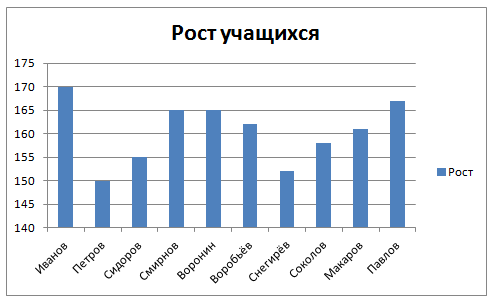 Рост учащихся
175
170
165
160
155
150
145
140
Иванов
Петров
Сидоров
Смирнов
Воронин
Воробьёв
Снегирёв
Соколов
Макаров
Павлов
Рост